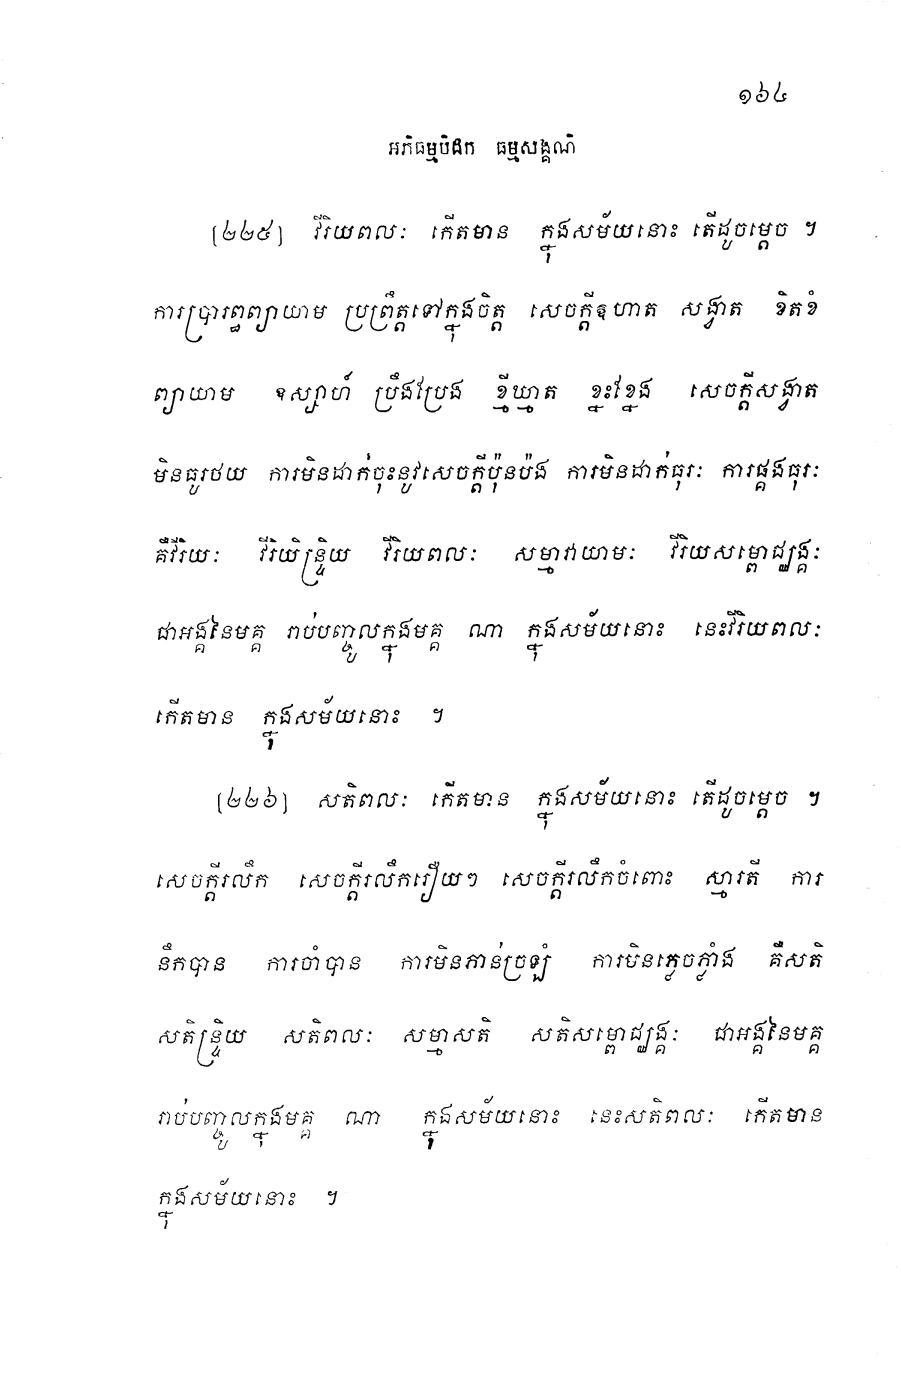 ១៦៤
អភិធម្មបិដក ធម្មសង្គណិ
[២២៥] វីរិយពលៈ កើតមាន ក្នុងសម័យនោះ តើដូចម្តេច ។
ការប្រារព្ធព្យាយាម ប្រព្រឹត្តទៅក្នុងចិត្ត សេចក្តីឧហាត សង្វាត ខិតខំ
ព្យាយាម ឧស្សាហ៍ ប្រឹងប្រែង ខ្មីឃ្មាត ខ្នះខ្នែង សេចក្តីសង្វាត
មិនធូរថយ ការមិនដាក់ចុះនូវសេចក្តីប៉ុនប៉ង ការមិនដាក់ធុរៈ ការផ្គងធុរៈ
គឺវីរិយៈ វីរិយិន្ទ្រិយ វីរិយពលៈ សម្មាវាយាមៈ វីរិយសម្ពោជ្ឈង្គៈ
ជាអង្គនៃមគ្គ រាប់បញ្ចូលក្នុងមគ្គ ណា ក្នុងសម័យនោះ នេះវីរិយពលៈ
កើតមាន ក្នុងសម័យនោះ ។
[២២៦] សតិពលៈ កើតមាន ក្នុងសម័យនោះ តើដូចម្តេច ។
សេចក្តីរលឹក សេចក្តីរលឹករឿយៗ សេចក្តីរលឹកចំពោះ ស្មារតី ការ
នឹកបាន ការចាំបាន ការមិនភាន់ច្រឡំ ការមិនភ្លេចភ្លាំង គឺសតិ
សតិន្ទ្រិយ សតិពលៈ សម្មាសតិ សតិសម្ពោជ្ឈង្គៈ ជាអង្គនៃមគ្គ
រាប់បញ្ចូលក្នុងមគ្គ ណា ក្នុងសម័យនោះ នេះសតិពលៈ កើតមាន
ក្នុងសម័យនោះ ។